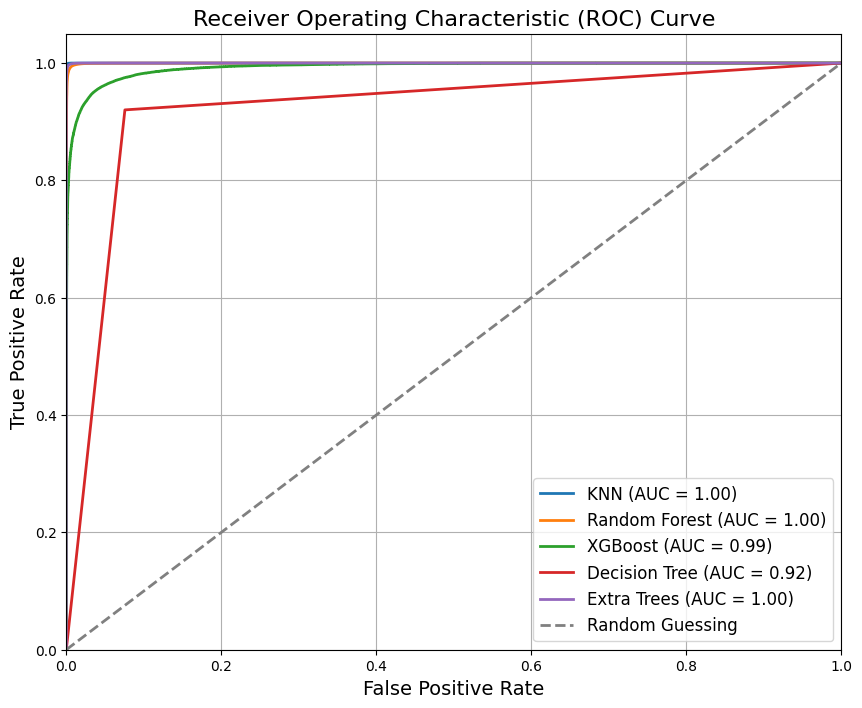 Receiver Operating Characteristic (ROC) Curve
True Positive Rate
1.0
0.8
0.6
0.4
0.2
0.0
KNN (AUC = 1.00)
Random Forest (AUC = 1.00)
XGBoost (AUC = 0.99)
Decision Tree (AUC = 0.92)
Extra Trees (AUC = 1.00)
Random Guessing
0.0 0.2 0.4 0.6 0.8 1.0
False Positive Rate